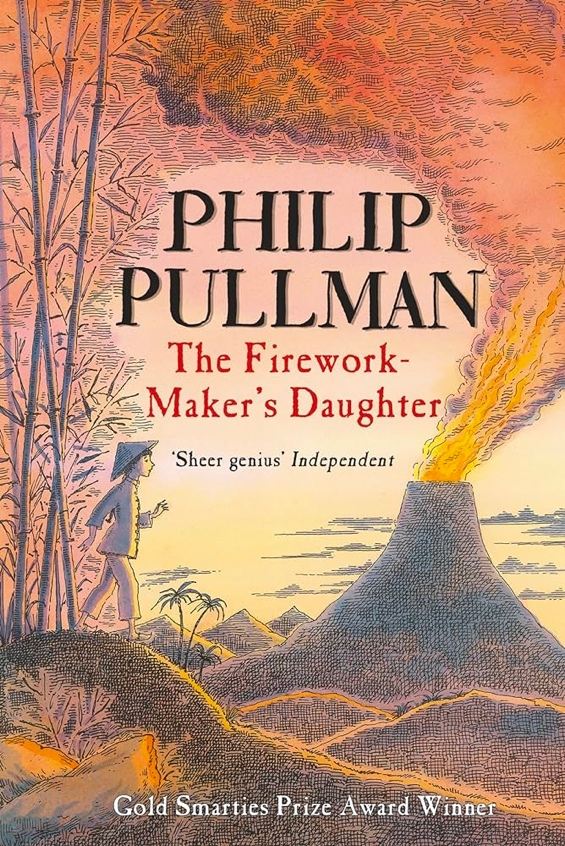 PHILIP
PULLMAN
The Firework-
Maker's Daughter
'Sheer genius' Independent
Gold Smarties Prize Award Winner